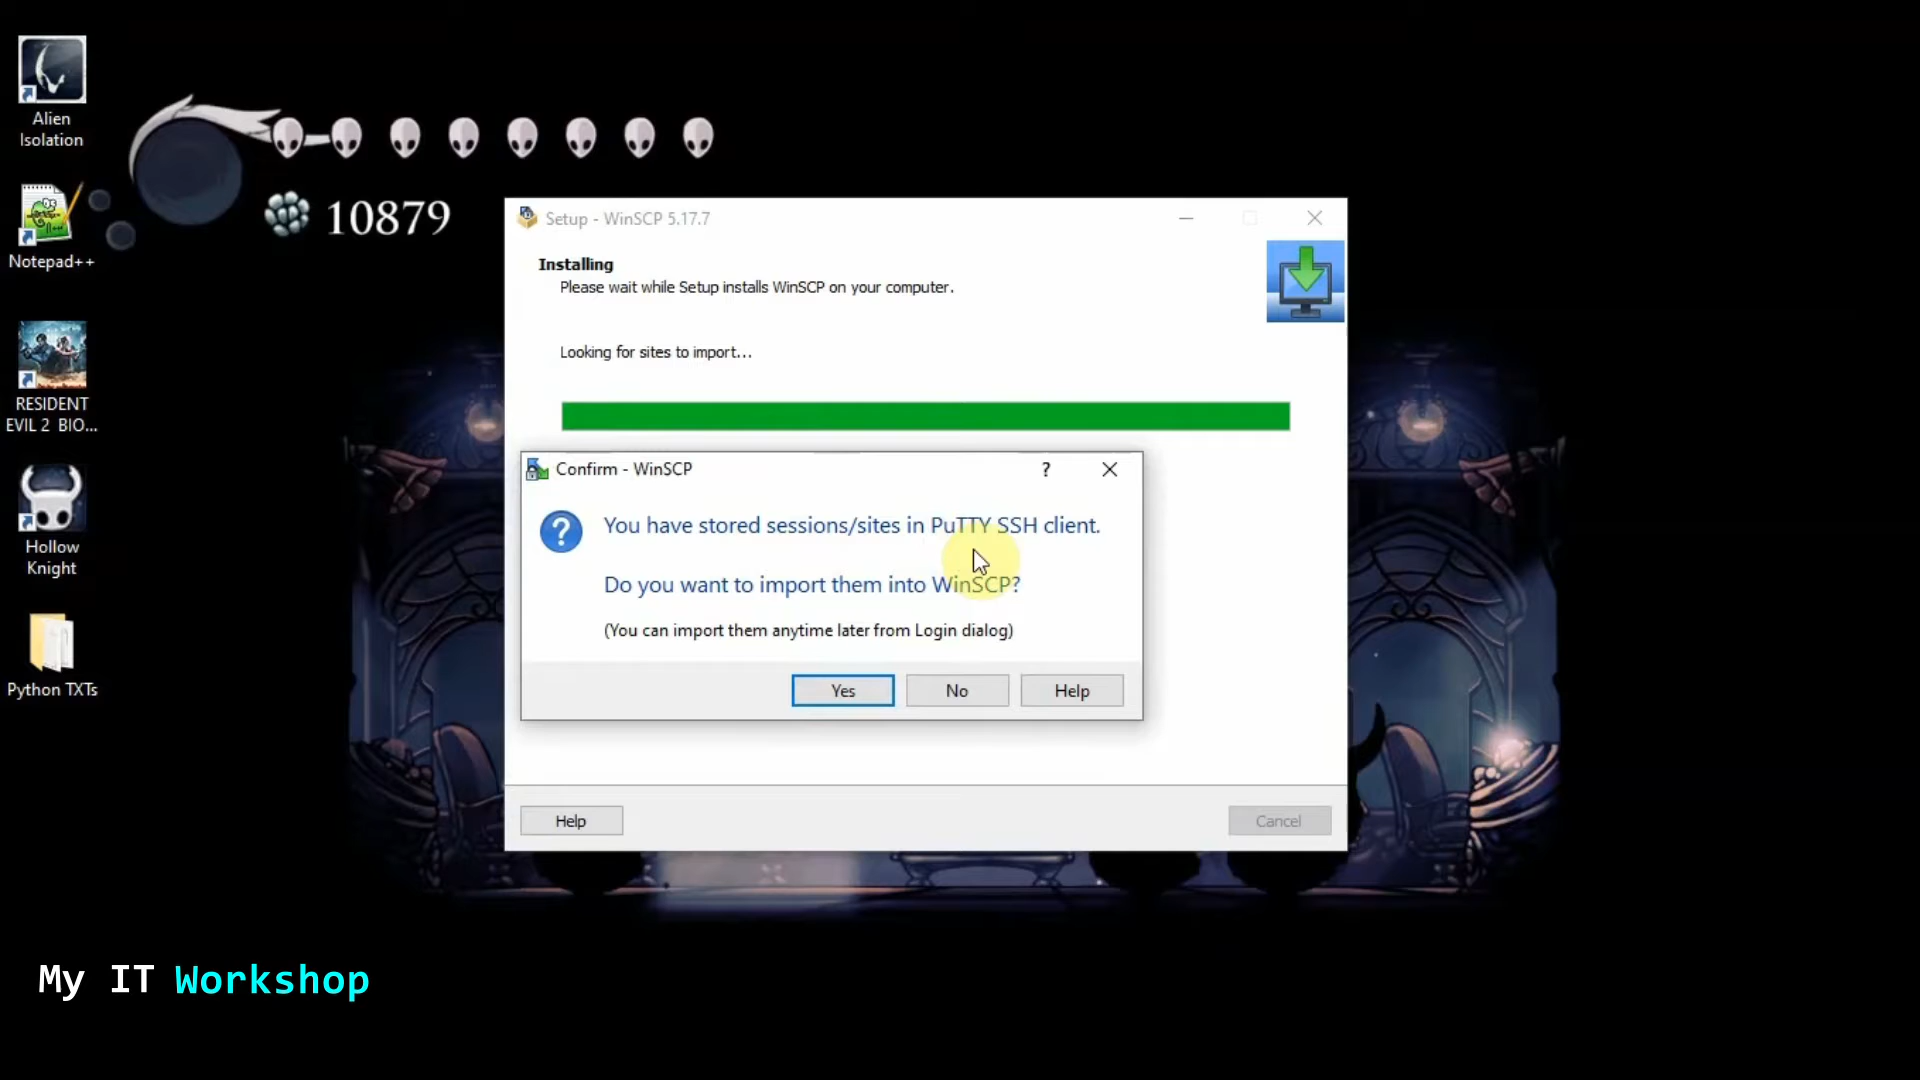 Alien
Isolation
Notepad++
RESIDENT
EVIL 2 BIO...
Hollow
Knight
Python TXTs
10879
Setup - WinSCP 5.17.7
Installing
Please wait while Setup installs WinSCP on your computer.
Looking for sites to import...
Confirm - WinSCP
?
You have stored sessions/sites in PuTTY SSH client.
Do you want to import them into WinSCP?
(You can import them anytime later from Login dialog)
Yes
No
Help
Help
Cancel
My IT Workshop